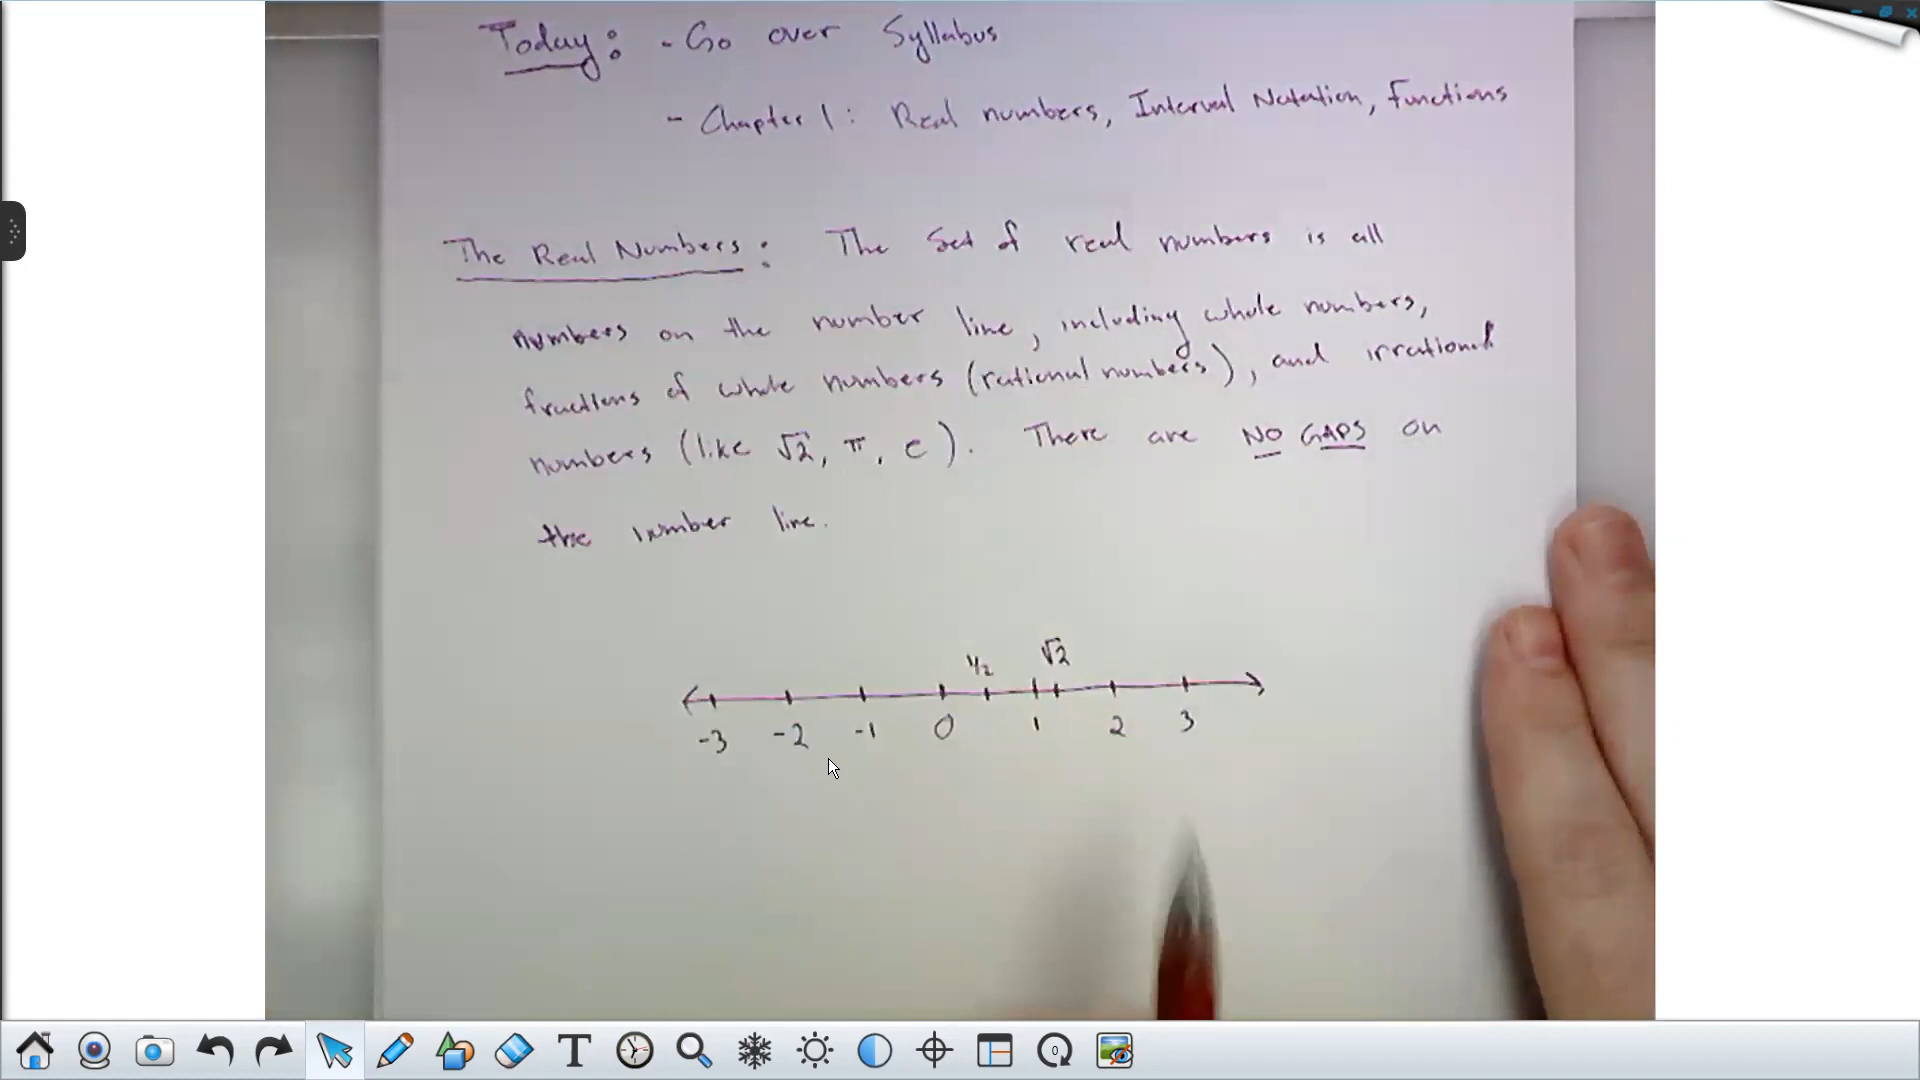 Today: - Go over Syllabus
- Chapter 1: Real numbers, Interval Notation, Functions
The Real Numbers: The set of real numbers is all
numbers on the number line, including whole numbers,
fractions of whole numbers (rational numbers), and irrational
numbers (like √2, π, e). There are NO GAPS on
the number line.
1/2 √2
-3 -2 -1 0 1 2 3
T
0